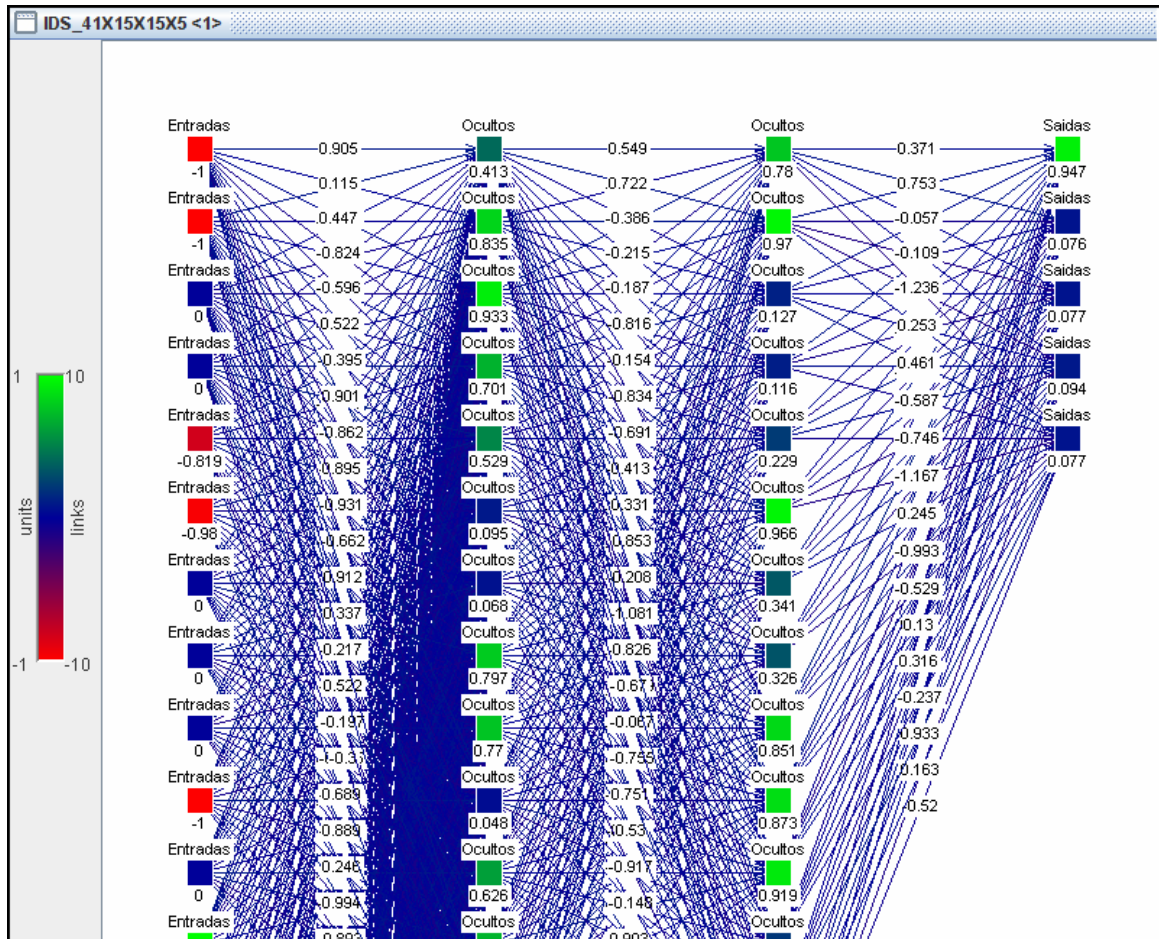 IDS_41X15X15X5 <1>
Entradas Ocultos Ocultos Saidas
0.905 0.549 0.371
-1 0.413 0.78 0.947
0.115 0.722 0.753
Entradas Ocultos Ocultos Saidas
0.447 -0.386 -0.057
-1 0.835 0.97 0.076
-0.824 -0.215 -0.109
Entradas Ocultos Ocultos Saidas
-0.596 -0.187 -1.236
0 0.933 0.127 0.077
0.522 -0.816 0.253
Entradas Ocultos Ocultos Saidas
-0.395 -0.154 0.461
0 0.701 0.116 0.094
1 10
0.901 -0.834 -0.587
Entradas Ocultos Ocultos Saidas
-0.862 -0.691 -0.746
-0.819 0.529 0.229 0.077
0.895 -0.413 -1.167
Entradas Ocultos Ocultos
-0.931 0.331 0.245
-0.98 0.095 0.966
units links
-0.662 0.853 -0.993
Entradas Ocultos Ocultos
0.912 0.208 -0.529
0 0.068 0.341
0.337 -1.081 0.13
Entradas Ocultos Ocultos
0.217 -0.826 0.316
-1 -10
0 0.797 0.326
0.522 -0.671 -0.237
Entradas Ocultos Ocultos
-0.197 -0.067 0.933
0 0.77 0.851
-0.755 0.163
Entradas Ocultos Ocultos
0.689 -0.751 -0.52
-1 0.048 0.873
0.889 -0.53
Entradas Ocultos Ocultos
0.246 -0.917
0 0.626 0.919
-0.994 -0.148
Entradas Ocultos Ocultos